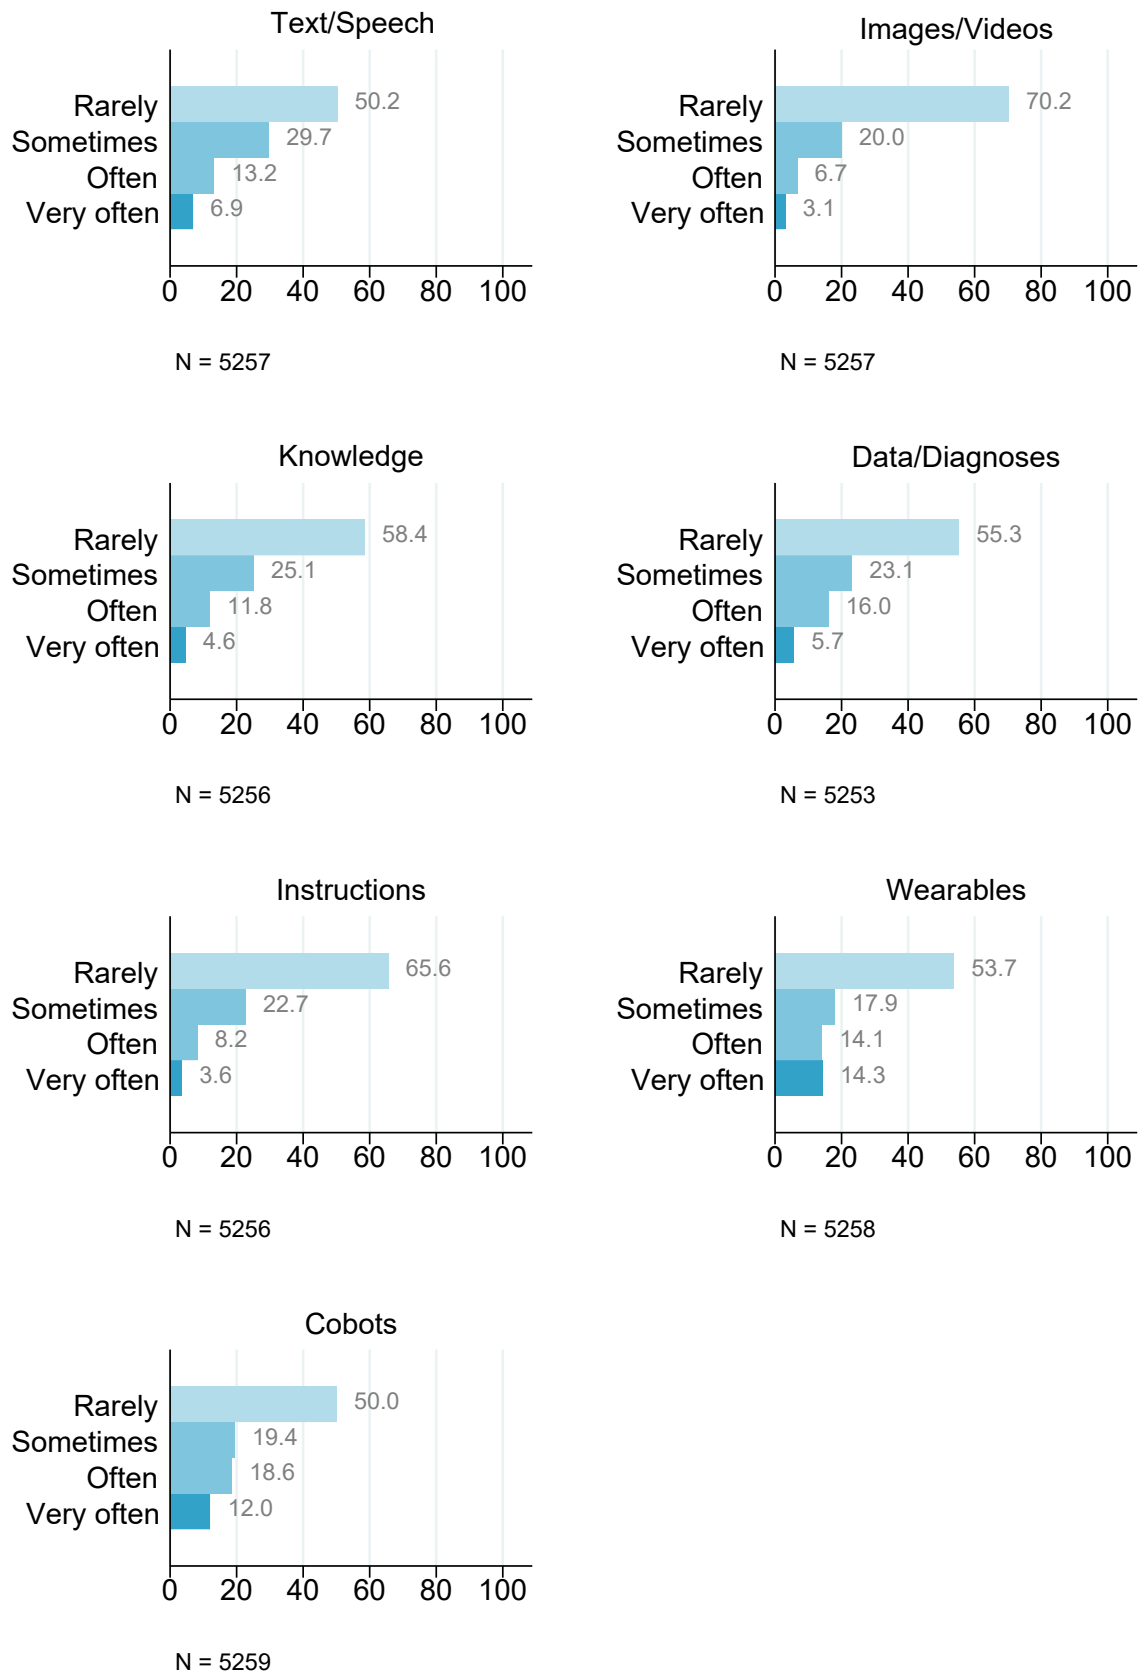 Text/Speech
Rarely 50.2
Sometimes 29.7
Often 13.2
Very often 6.9
0 20 40 60 80 100
N = 5257
Images/Videos
Rarely 70.2
Sometimes 20.0
Often 6.7
Very often 3.1
0 20 40 60 80 100
N = 5257
Knowledge
Rarely 58.4
Sometimes 25.1
Often 11.8
Very often 4.6
0 20 40 60 80 100
N = 5256
Data/Diagnoses
Rarely 55.3
Sometimes 23.1
Often 16.0
Very often 5.7
0 20 40 60 80 100
N = 5253
Instructions
Rarely 65.6
Sometimes 22.7
Often 8.2
Very often 3.6
0 20 40 60 80 100
N = 5256
Wearables
Rarely 53.7
Sometimes 17.9
Often 14.1
Very often 14.3
0 20 40 60 80 100
N = 5258
Cobots
Rarely 50.0
Sometimes 19.4
Often 18.6
Very often 12.0
0 20 40 60 80 100
N = 5259